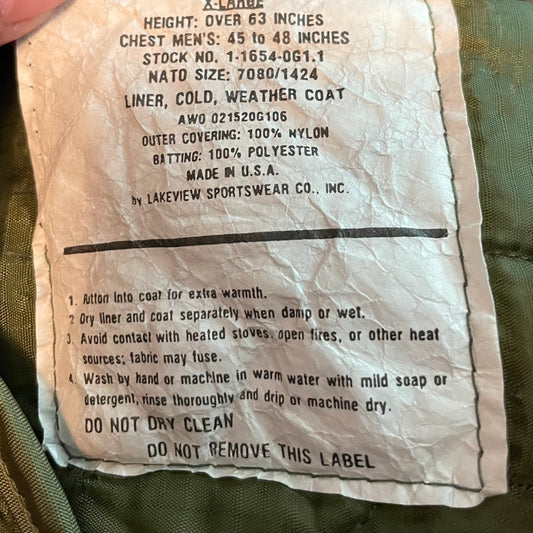 X-LARGE
HEIGHT: OVER 63 INCHES
CHEST MEN'S: 45 to 48 INCHES
STOCK NO. 1-1654-0G1.1
NATO SIZE: 7080/1424
LINER, COLD, WEATHER COAT
AWO 021520G106
OUTER COVERING: 100% NYLON
BATTING: 100% POLYESTER
MADE IN U.S.A.
by LAKEVIEW SPORTSWEAR CO., INC.
1. Button into coat for extra warmth.
2 Dry liner and coat separately when damp or wet.
3. Avoid contact with heated stoves, open fires, or other heat
sources; fabric may fuse.
4. Wash by hand or machine in warm water with mild soap or
detergent, rinse thoroughly and drip or machine dry.
DO NOT DRY CLEAN
DO NOT REMOVE THIS LABEL